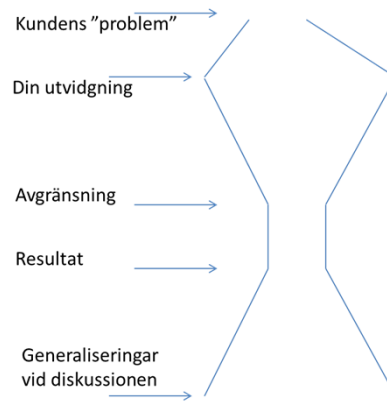 Kundens ”problem”
Din utvidgning
Avgränsning
Resultat
Generaliseringar
vid diskussionen